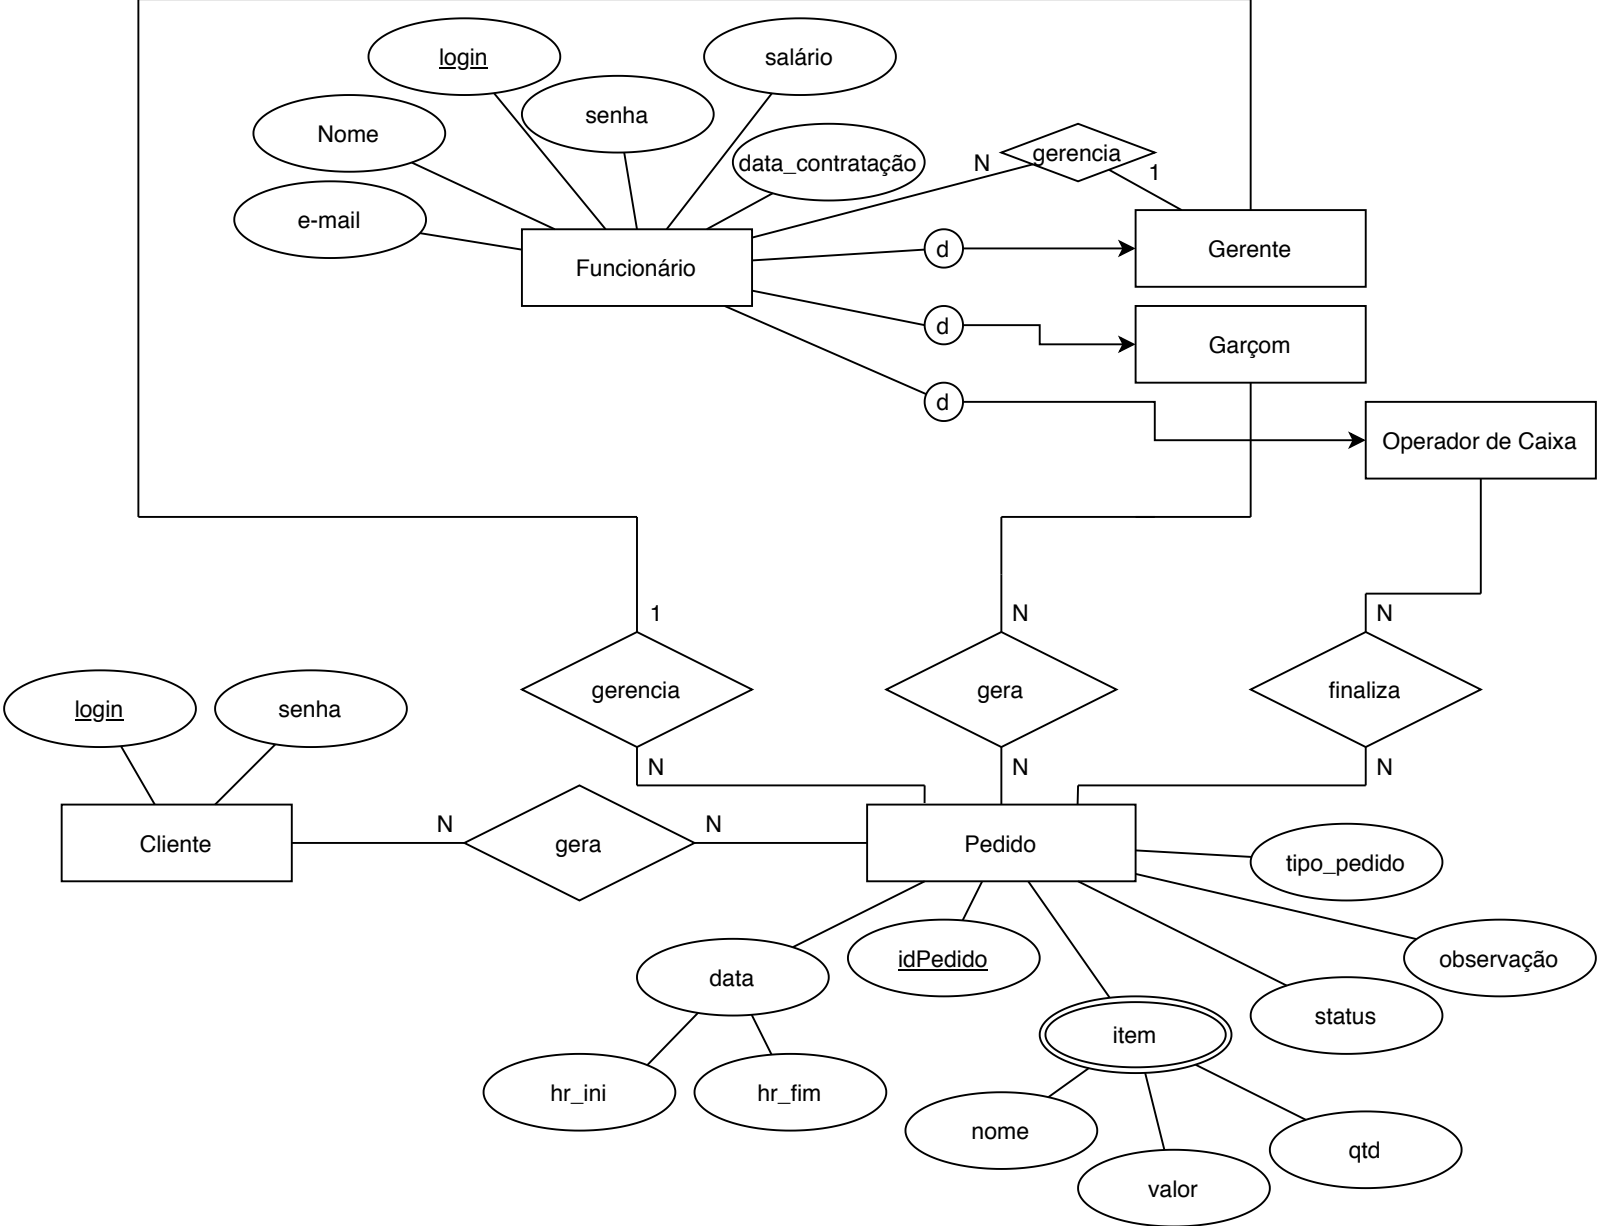 login
salário
senha
Nome
data_contratação
gerencia
N
1
e-mail
Funcionário
d
Gerente
d
Garçom
d
Operador de Caixa
1
N
N
gerencia
gera
finaliza
login
senha
N
N
N
Cliente
N
gera
N
Pedido
tipo_pedido
data
idPedido
observação
item
status
hr_ini
hr_fim
nome
valor
qtd